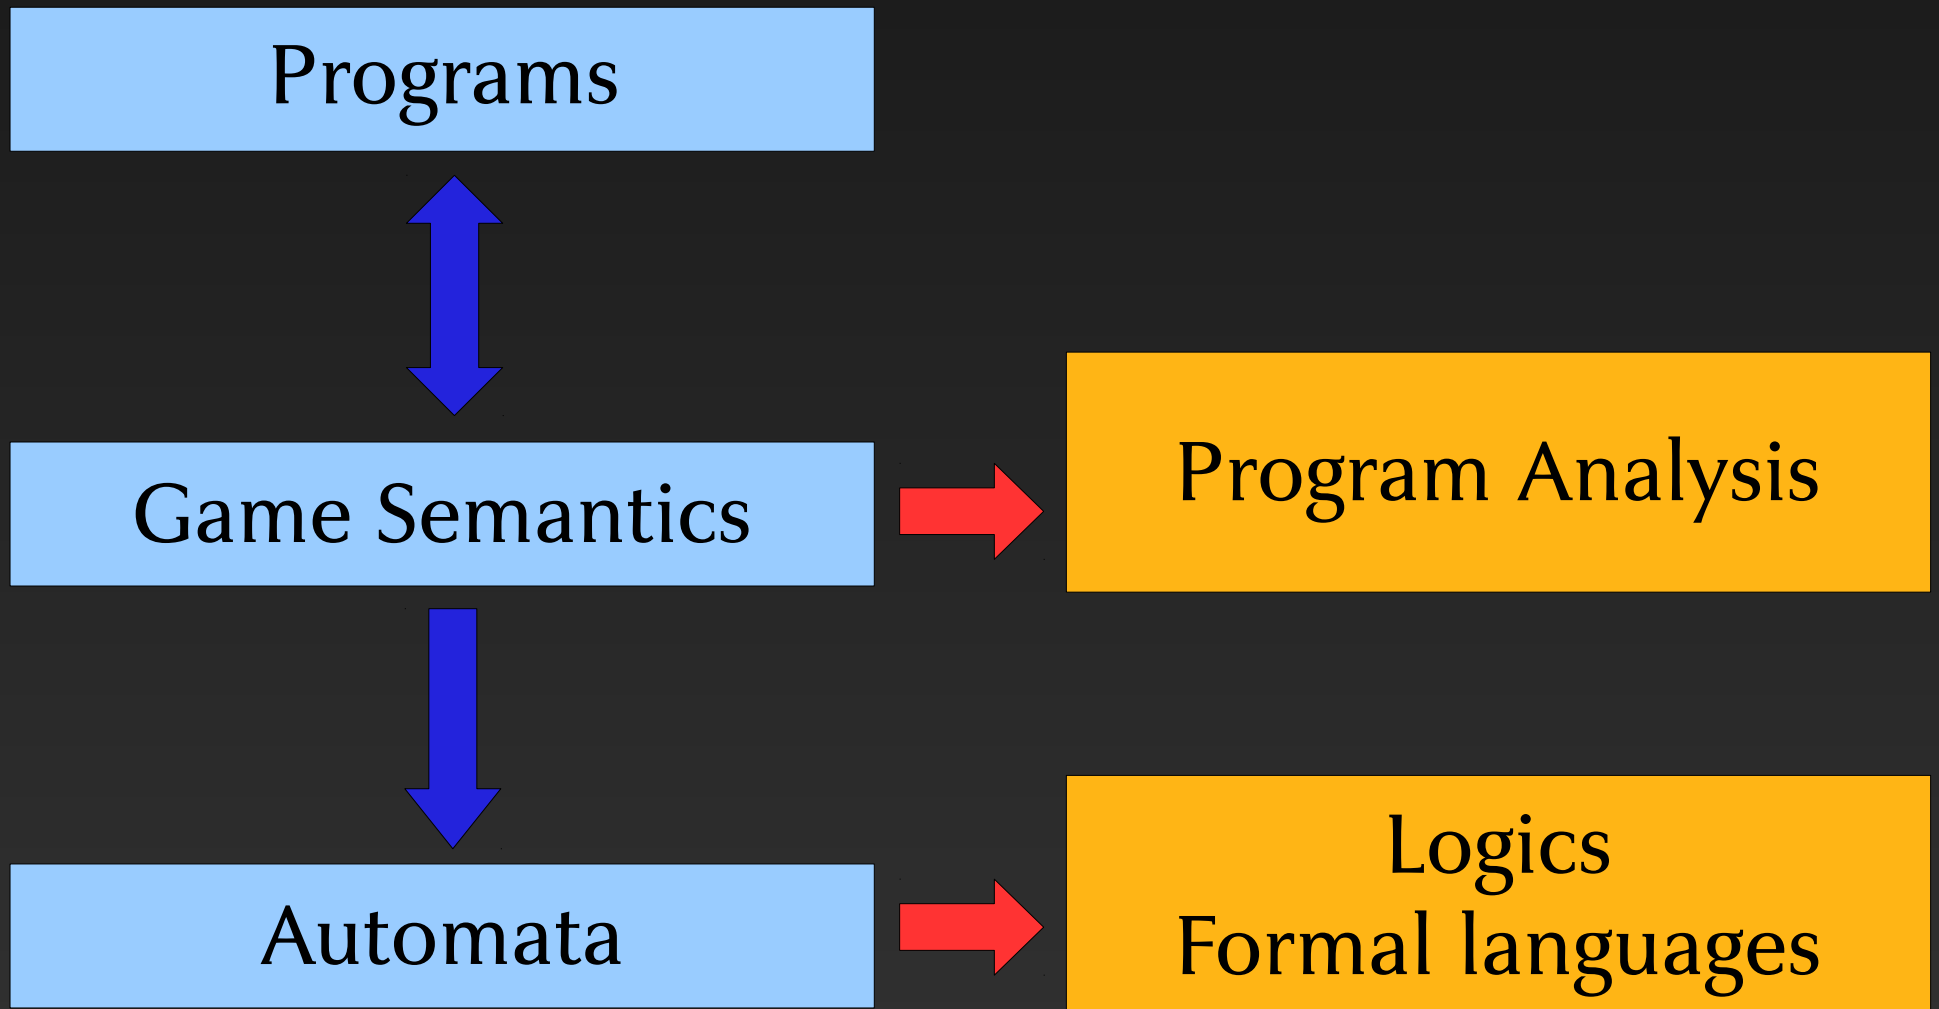 Programs
Game Semantics
Program Analysis
Automata
Logics
Formal languages